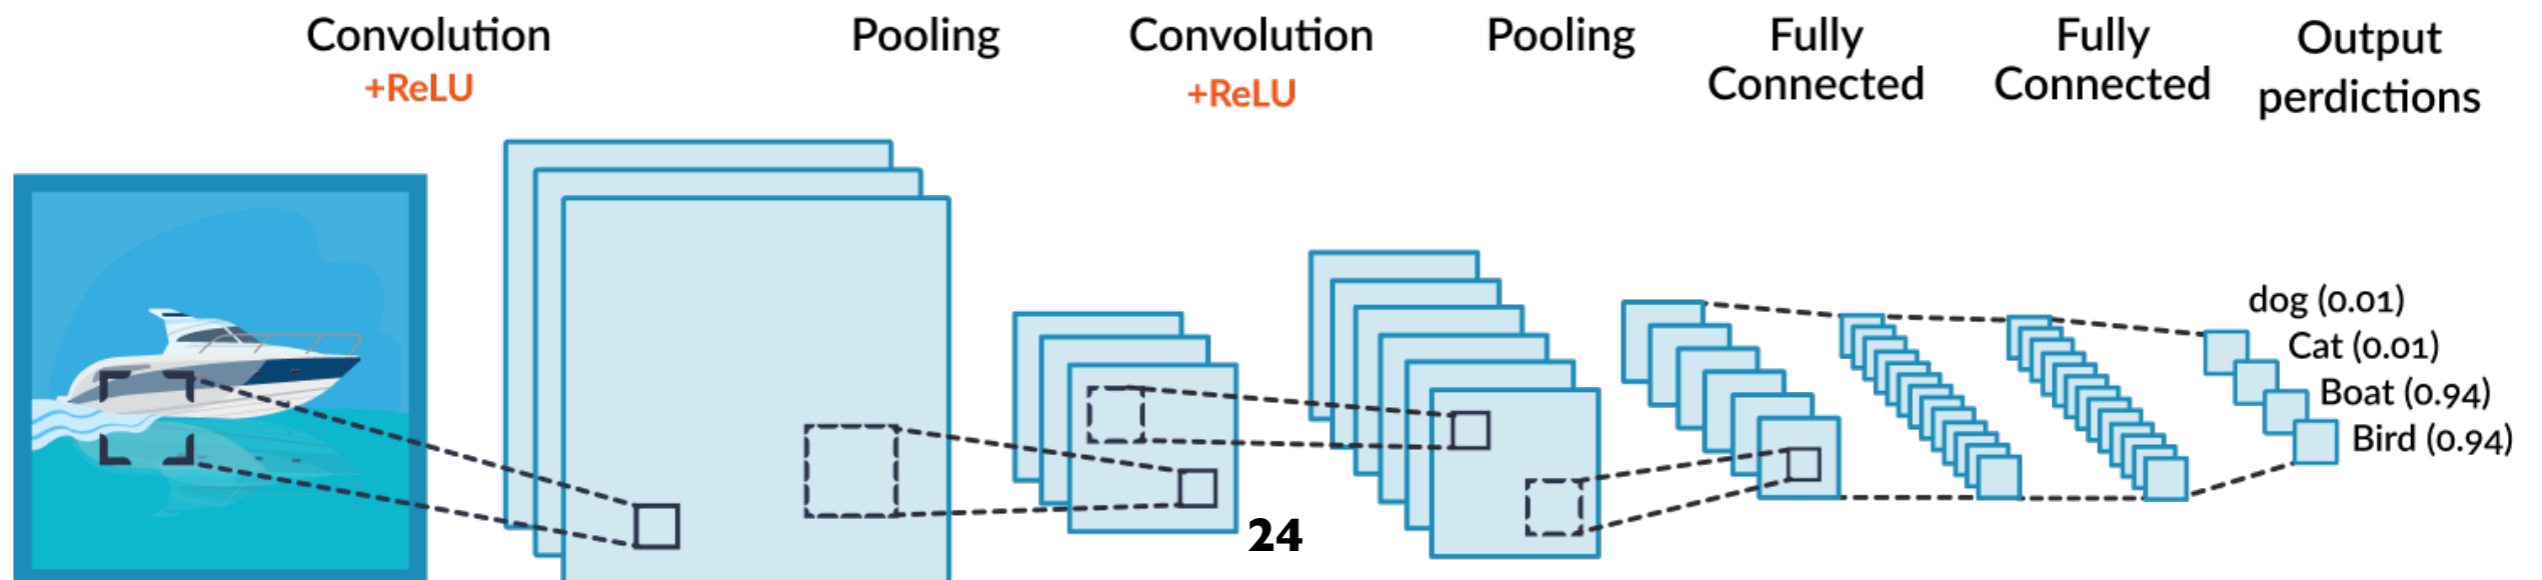 Convolution
+ReLU
Pooling
Convolution
+ReLU
Pooling
Fully
Connected
Fully
Connected
Output
perdictions
dog (0.01)
Cat (0.01)
Boat (0.94)
Bird (0.94)
24